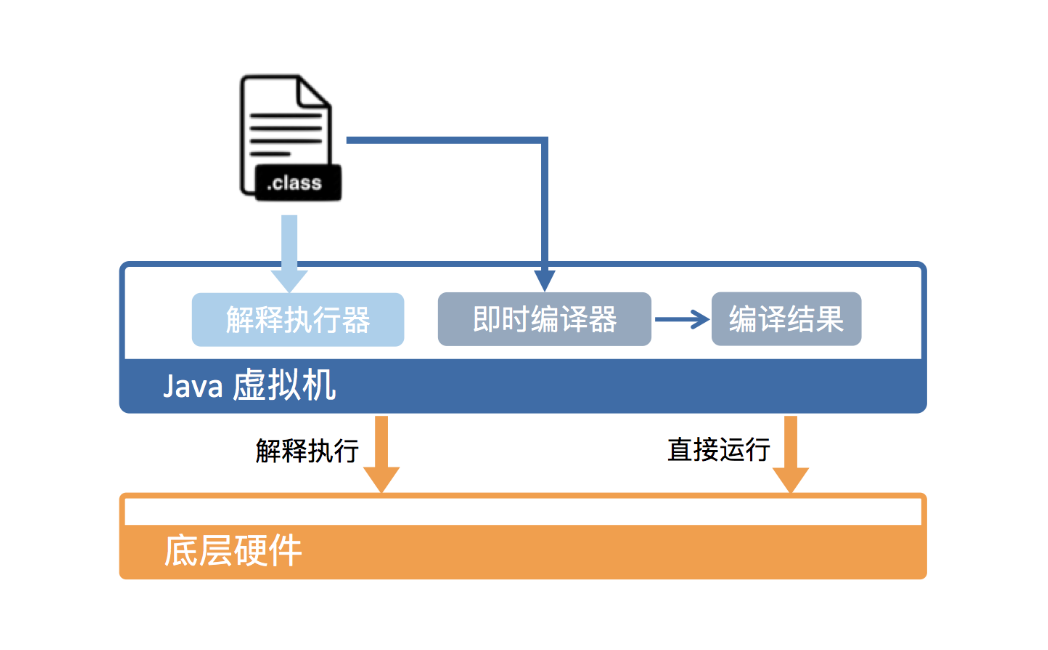 .class
解释执行器
即时编译器
编译结果
Java 虚拟机
解释执行
直接运行
底层硬件